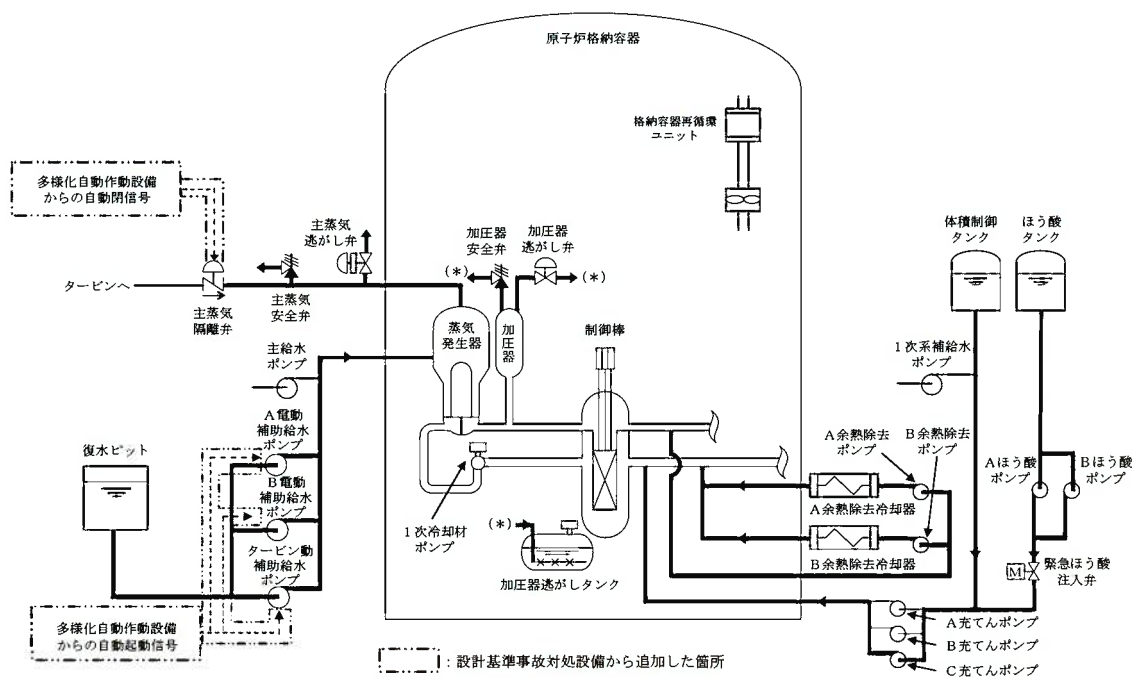 原子炉格納容器
格納容器再循環
ユニット
多様化自動作動設備
からの自動閉信号
主蒸気
逃がし弁
加圧器
安全弁
加圧器
逃がし弁
(*)
(*)
体積制御
タンク
ほう酸
タンク
タービンへ
主蒸気
隔離弁
主蒸気
安全弁
蒸気
発生器
加圧器
制御棒
主給水
ポンプ
1次系補給水
ポンプ
A電動
補助給水
ポンプ
復水ピット
B電動
補助給水
ポンプ
タービン動
補助給水
ポンプ
1次冷却材
ポンプ
(*)
加圧器逃がしタンク
A余熱除去
ポンプ
B余熱除去
ポンプ
A余熱除去冷却器
B余熱除去冷却器
Aほう酸
ポンプ
Bほう酸
ポンプ
M
緊急ほう酸
注入弁
A充てんポンプ
B充てんポンプ
C充てんポンプ
多様化自動作動設備
からの自動起動信号
：設計基準事故対処設備から追加した箇所